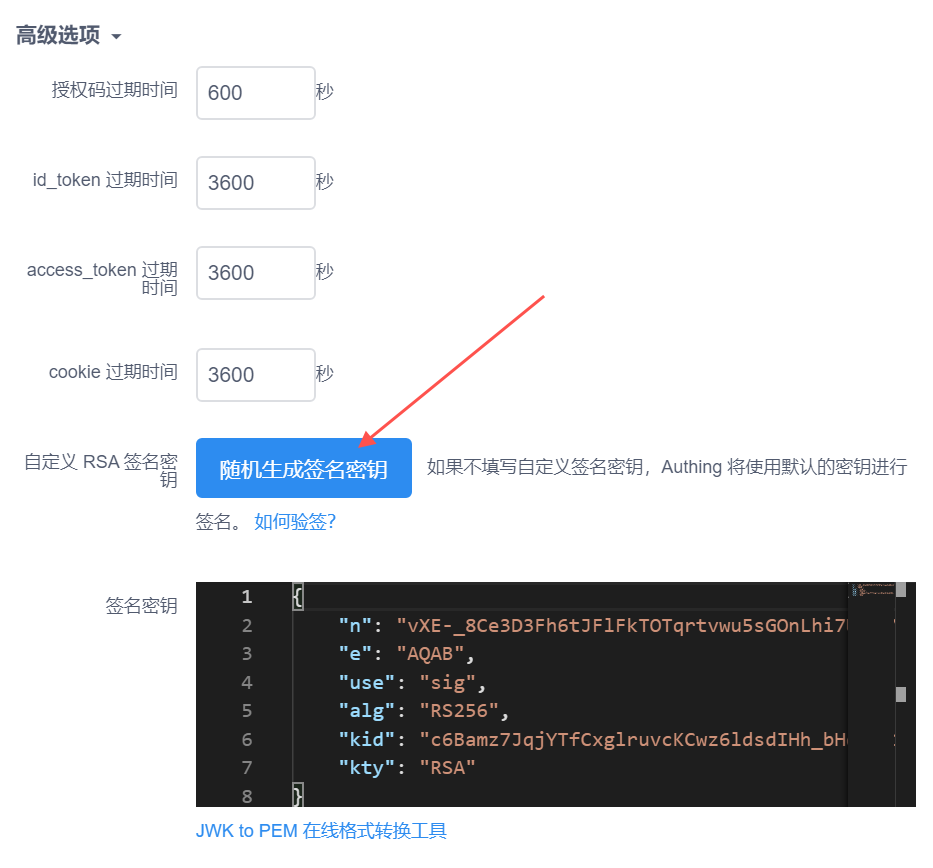 高级选项
授权码过期时间 600 秒
id_token 过期时间 3600 秒
access_token 过期
时间 3600 秒
cookie 过期时间 3600 秒
自定义 RSA 签名密
钥 随机生成签名密钥 如果不填写自定义签名密钥，Authing 将使用默认的密钥进行
签名。 如何验签?
签名密钥
1 {
2 "n": "vXE-_8Ce3D3Fh6tJFlFkTOTqrtvwu5sGOnLhi7
3 "e": "AQAB",
4 "use": "sig",
5 "alg": "RS256",
6 "kid": "c6Bamz7JqjYTfCxglruvcKCwz6ldsdIHh_bH
7 "kty": "RSA"
8 }
JWK to PEM 在线格式转换工具